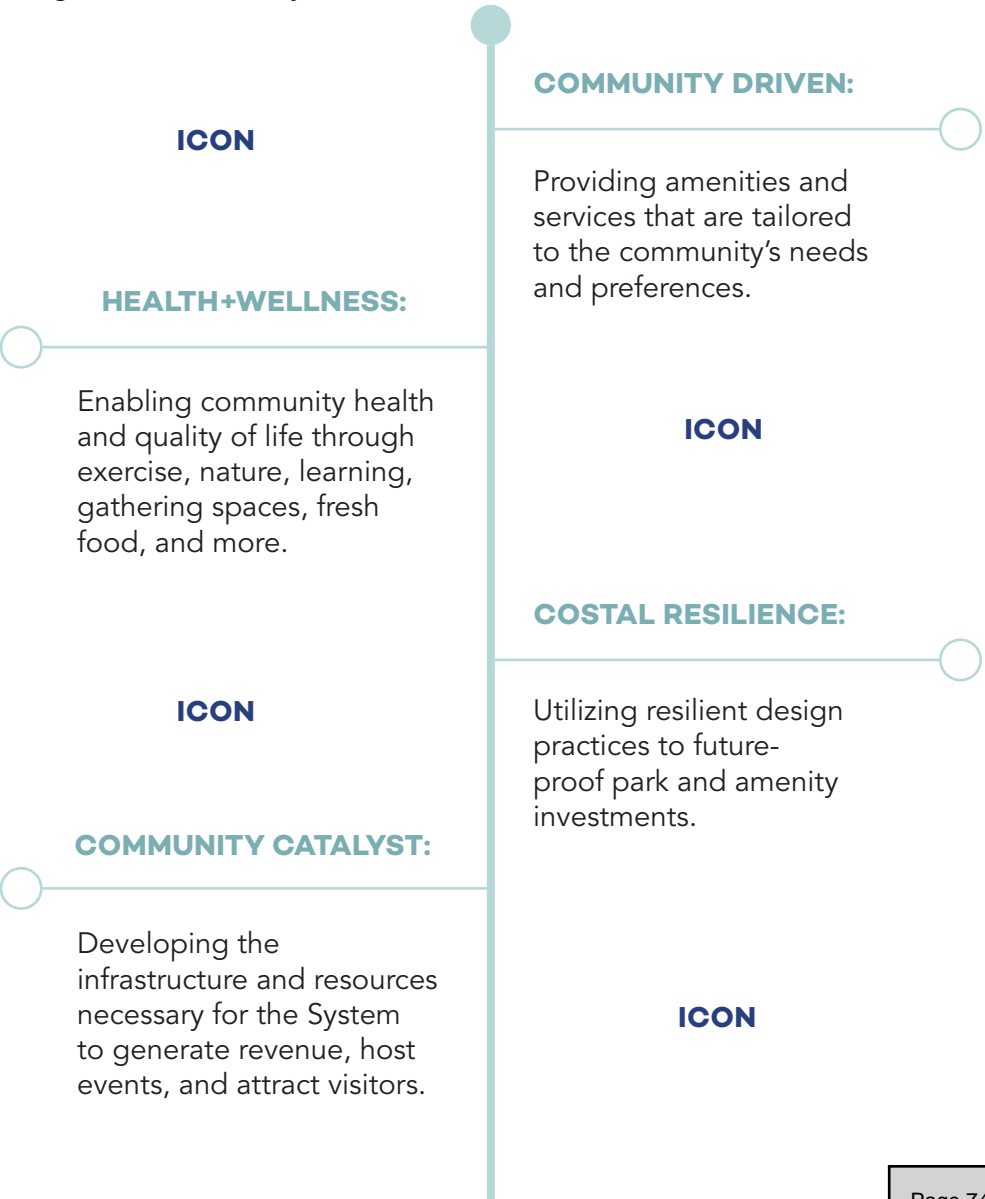 ICON
COMMUNITY DRIVEN:
Providing amenities and
services that are tailored
to the community's needs
and preferences.
HEALTH+WELLNESS:
Enabling community health
and quality of life through
exercise, nature, learning,
gathering spaces, fresh
food, and more.
ICON
COSTAL RESILIENCE:
Utilizing resilient design
practices to future-
proof park and amenity
investments.
ICON
COMMUNITY CATALYST:
Developing the
infrastructure and resources
necessary for the System
to generate revenue, host
events, and attract visitors.
ICON
Page